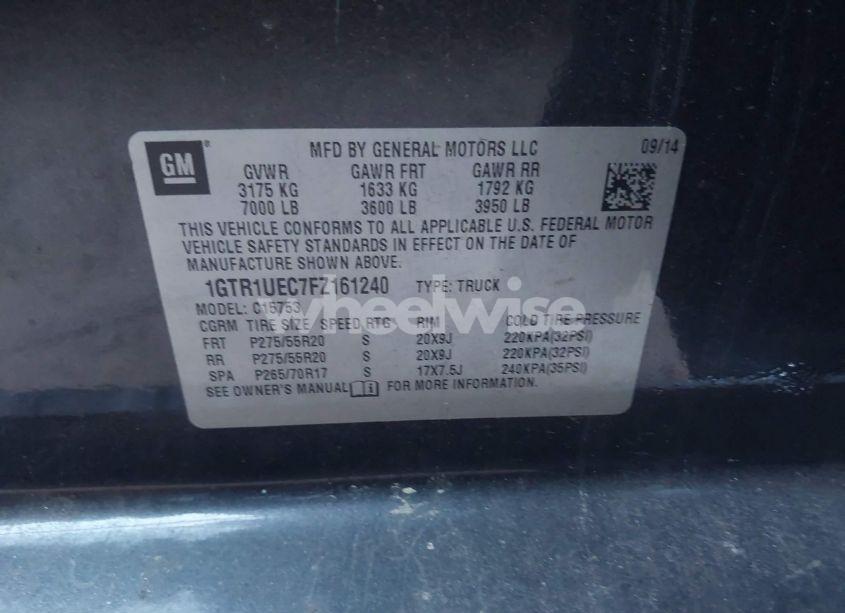 GM ®
MFD BY GENERAL MOTORS LLC 09/14
GVWR GAWR FRT GAWR RR
3175 KG 1633 KG 1792 KG
7000 LB 3600 LB 3950 LB
THIS VEHICLE CONFORMS TO ALL APPLICABLE U.S. FEDERAL MOTOR
VEHICLE SAFETY STANDARDS IN EFFECT ON THE DATE OF
MANUFACTURE SHOWN ABOVE.
1GTR1UEC7FZ161240 TYPE: TRUCK
wheelwise
MODEL: C15753
CGRM TIRE SIZE SPEED RTG RIM COLD TIRE PRESSURE
FRT P275/55R20 S 20X9J 220KPA(32PSI)
RR P275/55R20 S 20X9J 220KPA(32PSI)
SPA P265/70R17 S 17X7.5J 240KPA(35PSI)
SEE OWNER'S MANUAL FOR MORE INFORMATION.